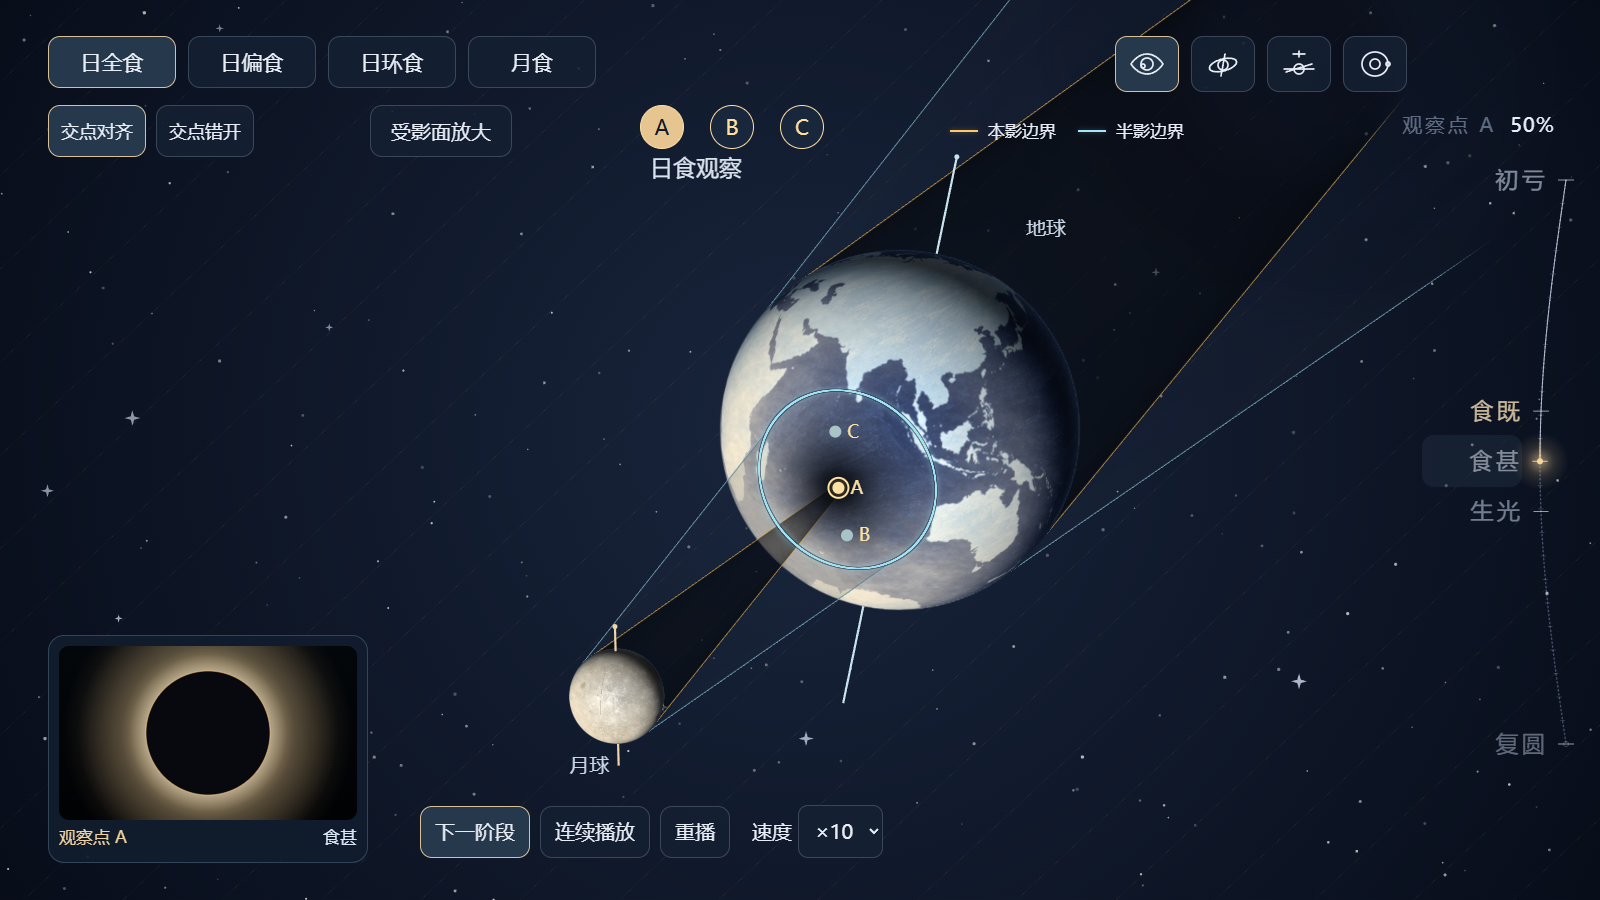 日全食
日偏食
日环食
月食
交点对齐
交点错开
受影面放大
A
B
C
日食观察
本影边界
半影边界
观察点 A 50%
初亏
地球
食既
食甚
生光
复圆
C
A
B
月球
观察点 A
食甚
下一阶段
连续播放
重播
速度
×10